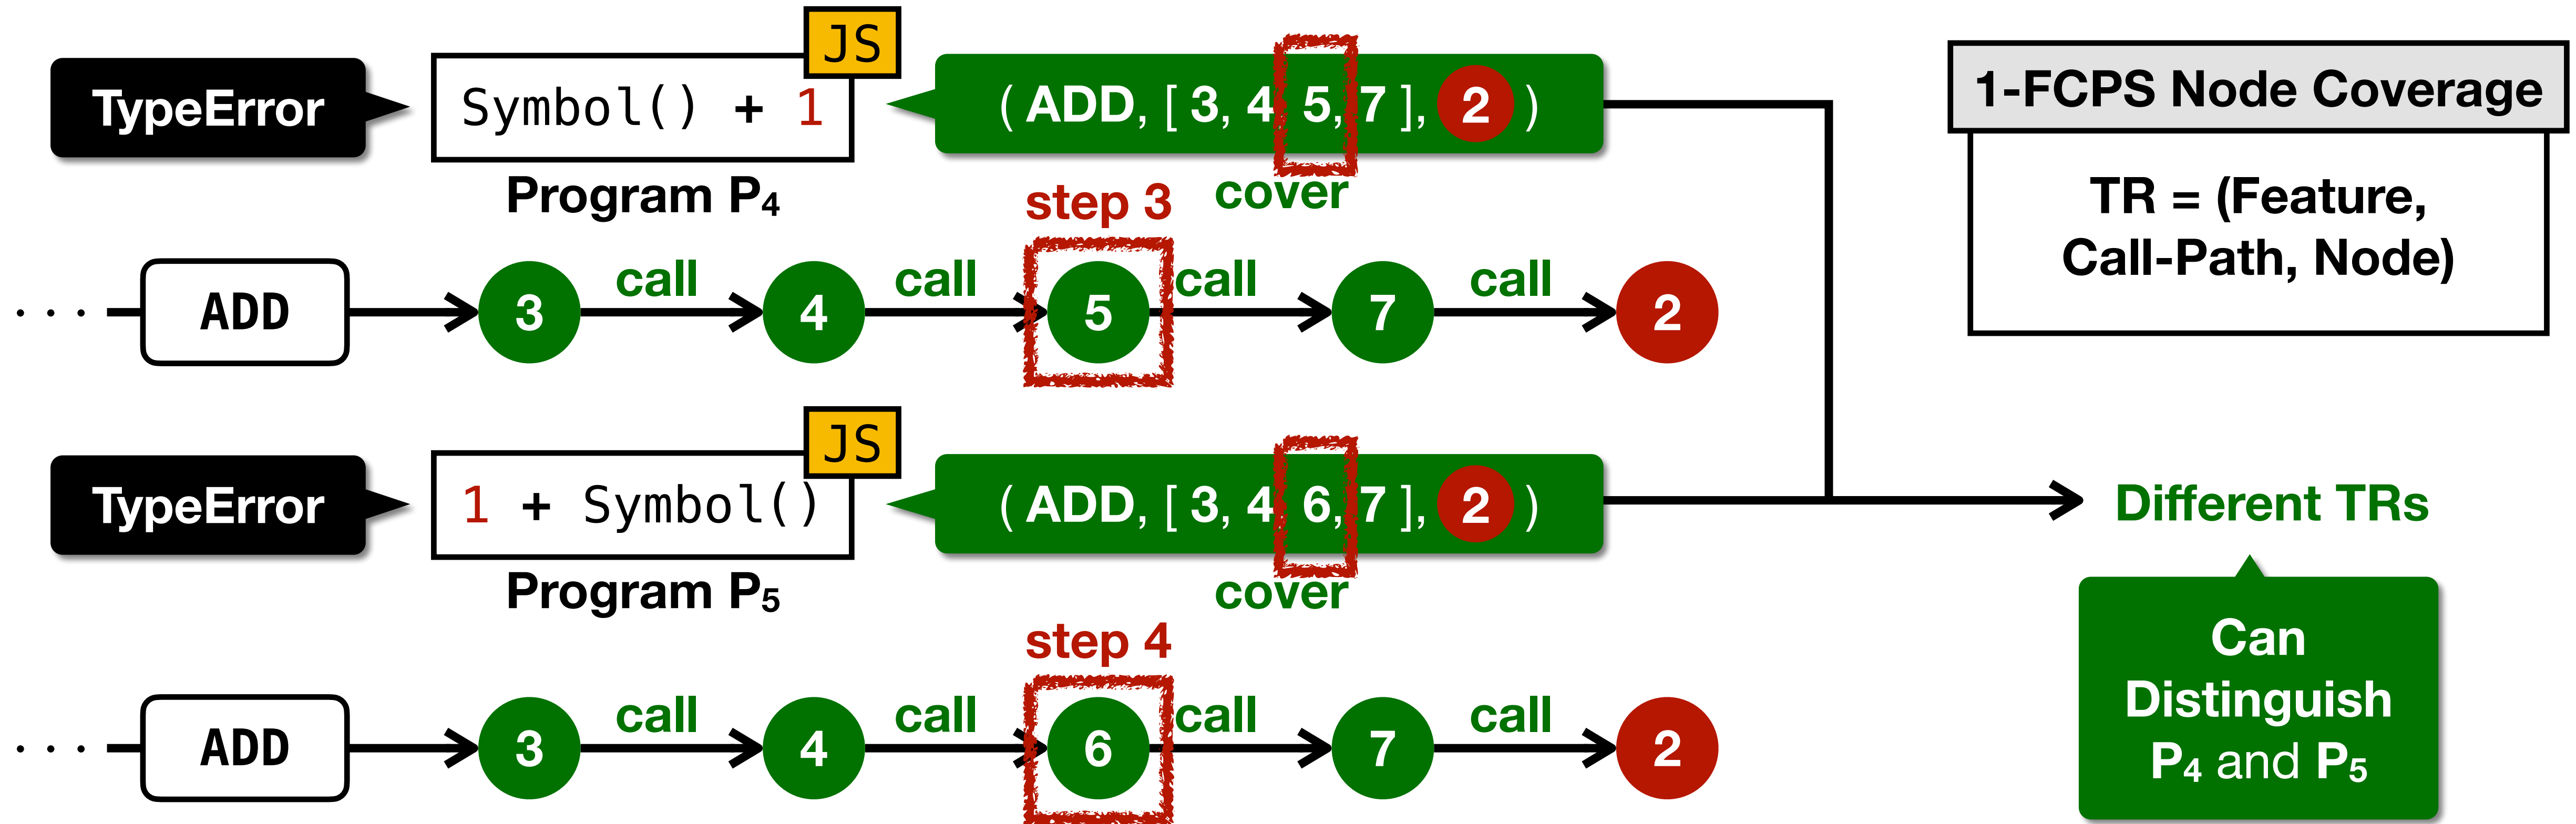 JS
TypeError
Symbol() + 1
( ADD, [ 3, 4 5, 7 ], 2 )
1-FCPS Node Coverage
TR = (Feature,
Call-Path, Node)
Program P₄
step 3
cover
. . .
ADD
3
call
4
call
5
call
7
call
2
JS
TypeError
1 + Symbol()
( ADD, [ 3, 4 6, 7 ], 2 )
Different TRs
Program P₅
cover
step 4
Can
Distinguish
P₄ and P₅
. . .
ADD
3
call
4
call
6
call
7
call
2